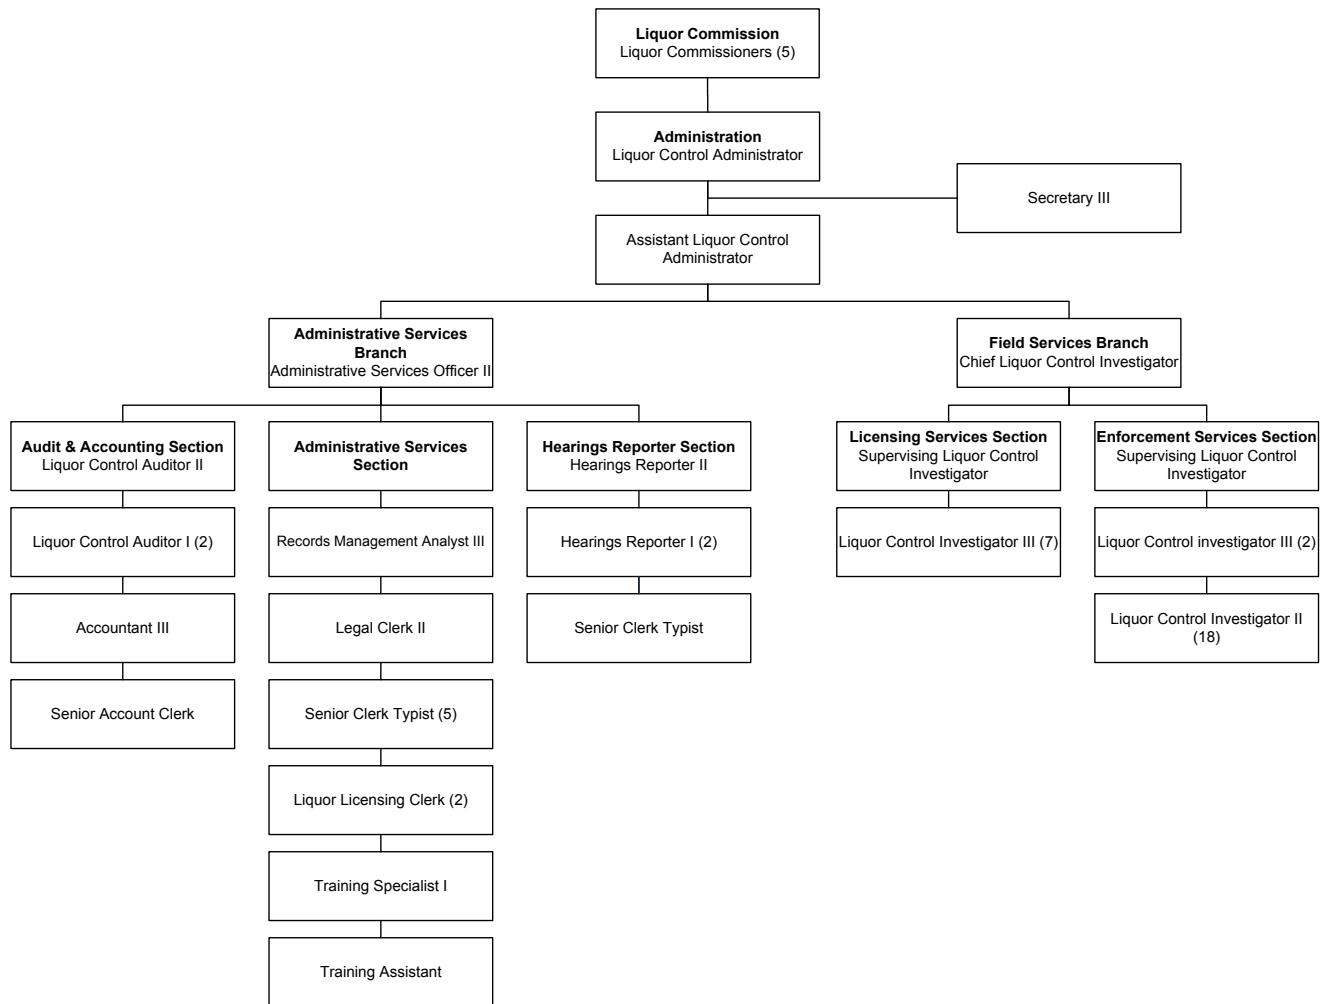 Liquor Commission
Liquor Commissioners (5)
Administration
Liquor Control Administrator
Secretary III
Assistant Liquor Control
Administrator
Administrative Services
Branch
Administrative Services Officer II
Field Services Branch
Chief Liquor Control Investigator
Audit & Accounting Section
Liquor Control Auditor II
Administrative Services
Section
Hearings Reporter Section
Hearings Reporter II
Licensing Services Section
Supervising Liquor Control
Investigator
Enforcement Services Section
Supervising Liquor Control
Investigator
Liquor Control Auditor I (2)
Records Management Analyst III
Hearings Reporter I (2)
Liquor Control Investigator III (7)
Liquor Control investigator III (2)
Accountant III
Legal Clerk II
Senior Clerk Typist
Liquor Control Investigator II
(18)
Senior Account Clerk
Senior Clerk Typist (5)
Liquor Licensing Clerk (2)
Training Specialist I
Training Assistant